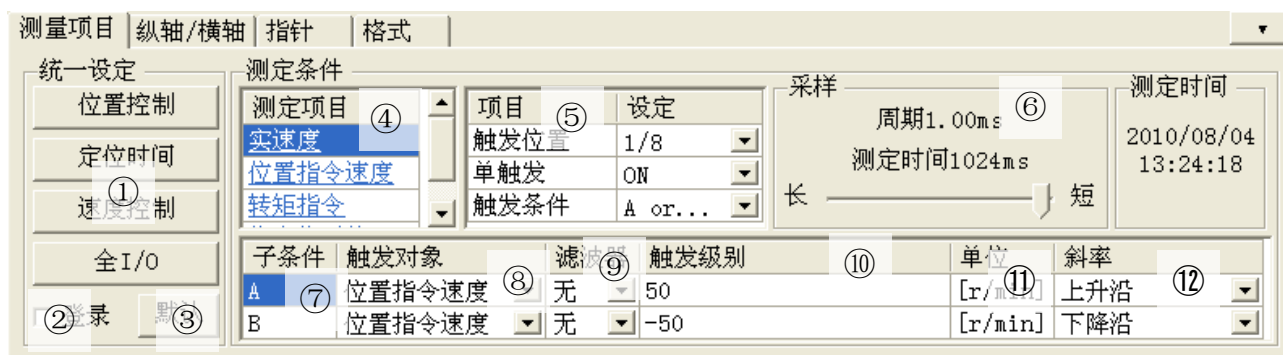 测量项目 纵轴/横轴 指针 格式
统一设定
位置控制
定位时间
①
速度控制
全I/O
② 登录 默认 ③
测定条件
测定项目 ④
实速度
位置指令速度
转矩指令
项目 ⑤ 设定
触发位置 1/8
单触发 ON
触发条件 A or...
采样 ⑥
周期1.00ms
测定时间1024ms
长 短
测定时间
2010/08/04
13:24:18
子条件 触发对象 滤波器 触发级别 单位 斜率
⑦ ⑧ ⑨ ⑩ ⑪ ⑫
A 位置指令速度 无 50 [r/min] 上升沿
B 位置指令速度 无 -50 [r/min] 下降沿